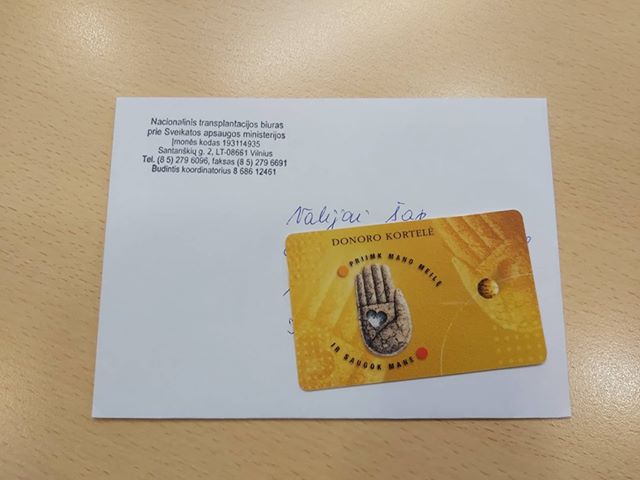 Nacionalinis transplantacijos biuras
prie Sveikatos apsaugos ministerijos
Įmonės kodas 193114935
Santariškių g. 2, LT-08661 Vilnius
Tel. (8 5) 279 6096, faksas (8 5) 279 6691
Budintis koordinatorius 8 686 12461
Nalijai Šap
DONORO KORTELĖ
PRIIMK MANO MEILĘ
IR SAUGOK MANE